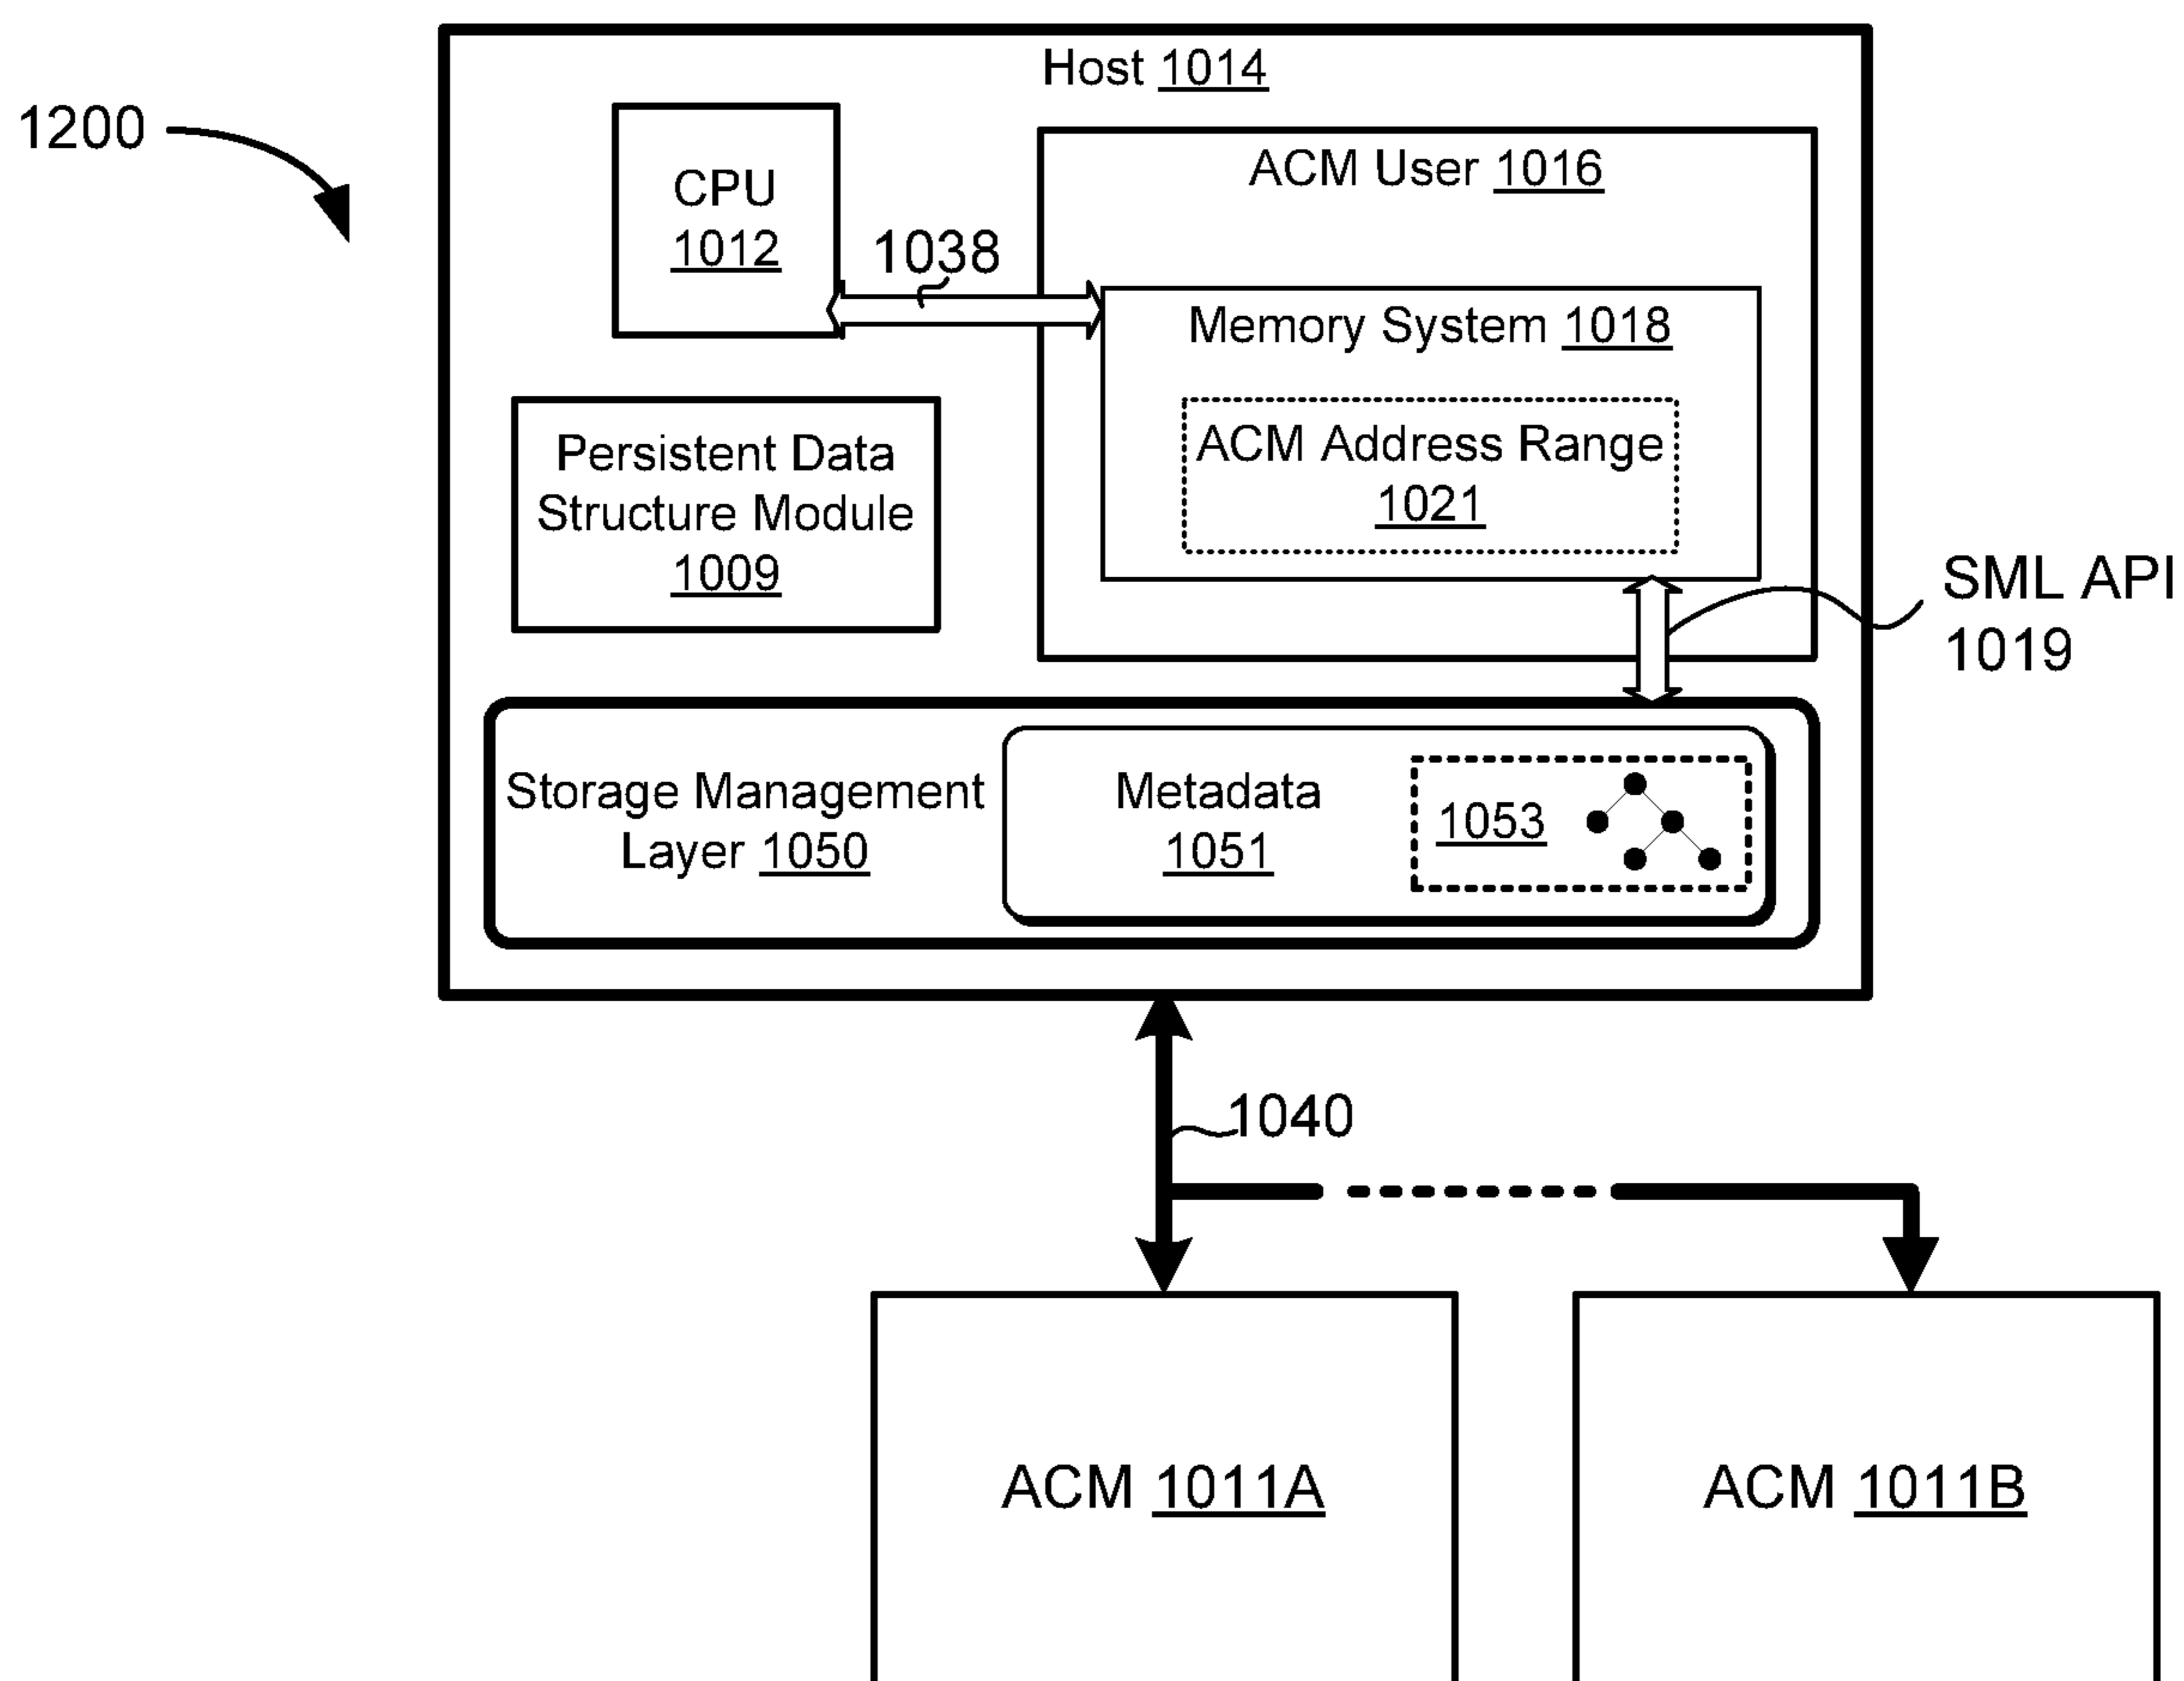 Host 1014
1200
CPU
1012
ACM User 1016
1038
Memory System 1018
ACM Address Range
1021
Persistent Data
Structure Module
1009
SML API
1019
Storage Management
Layer 1050
Metadata
1051
1053
1040
ACM 1011A
ACM 1011B